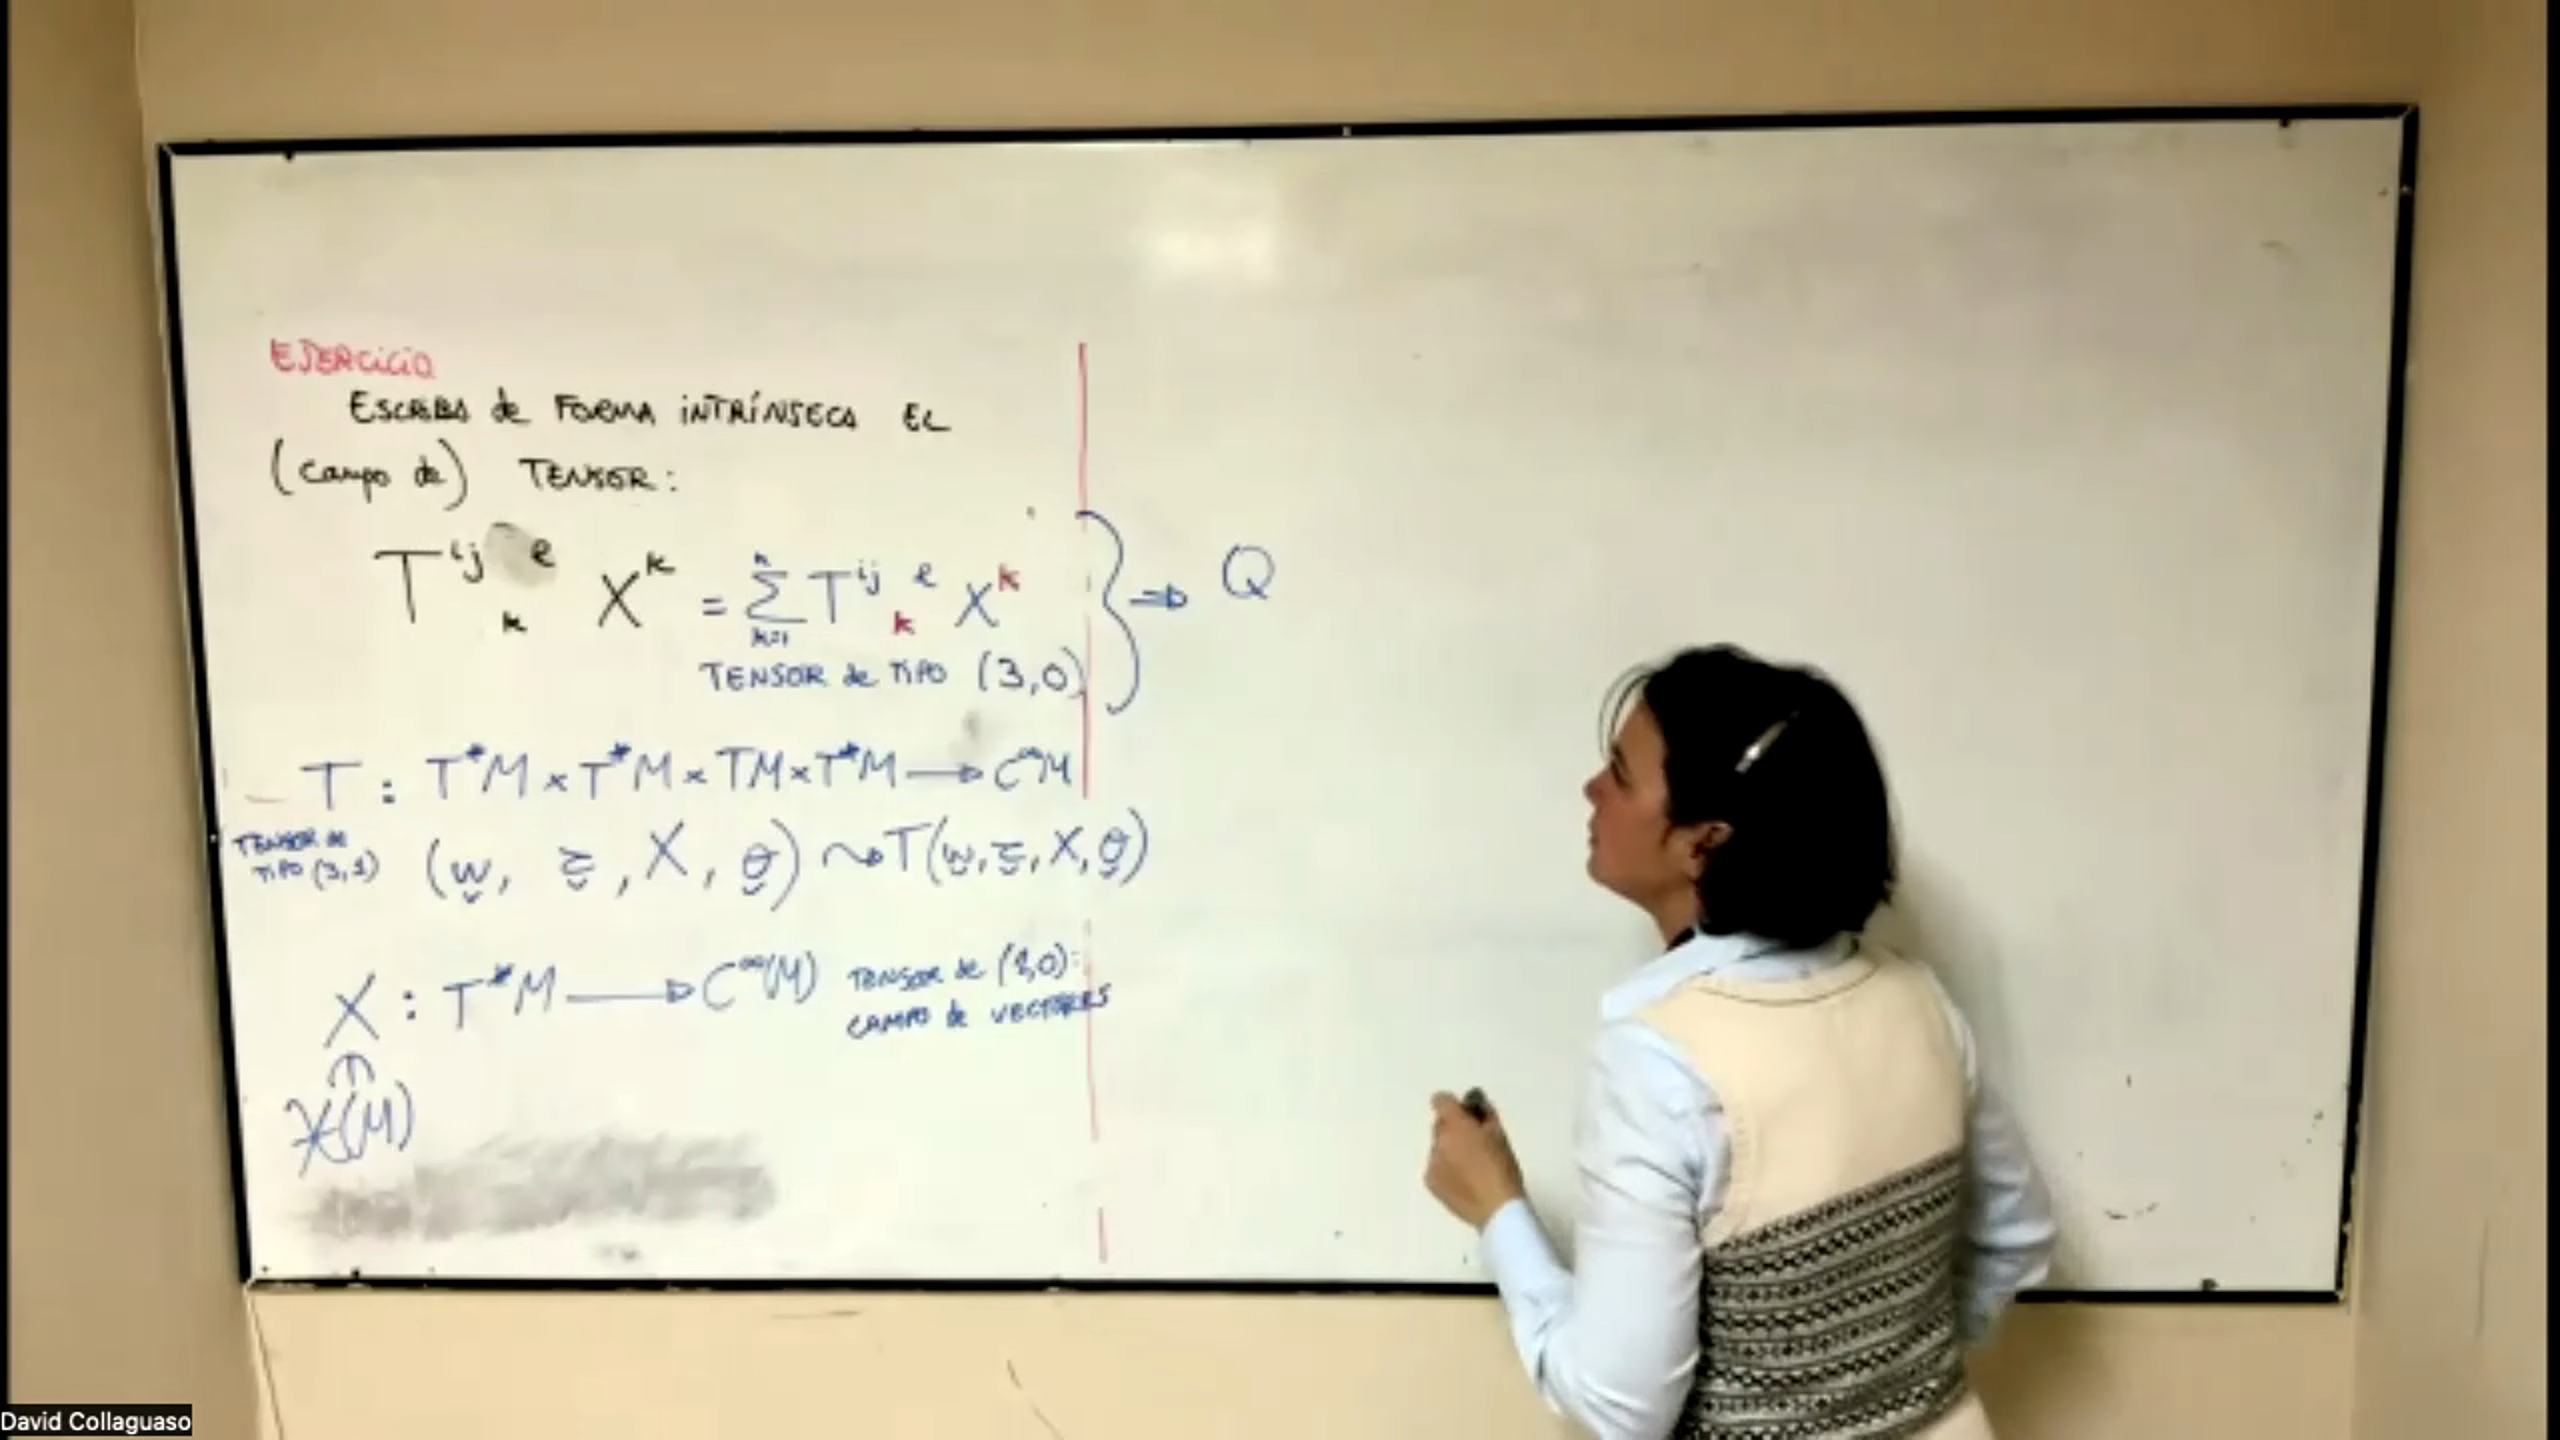 EJERCICIO
ESCRIBA de FORMA INTRÍNSECA EL
(campo de) TENSOR:
T^{ij}{}_k{}^l X^k = \sum_{k=1}^{n} T^{ij}{}_k{}^l X^k } ⇒ Q
TENSOR de TIPO (3,0)
T : T*M × T*M × TM × T*M → C^∞M
TENSOR de
TIPO (3,1)
(w, z, X, θ) ⇝ T(w, z, X, θ)
X : T*M → C^∞(M) TENSOR de (1,0):
CAMPO de VECTORES
∈
𝔛(M)
David Collaguaso